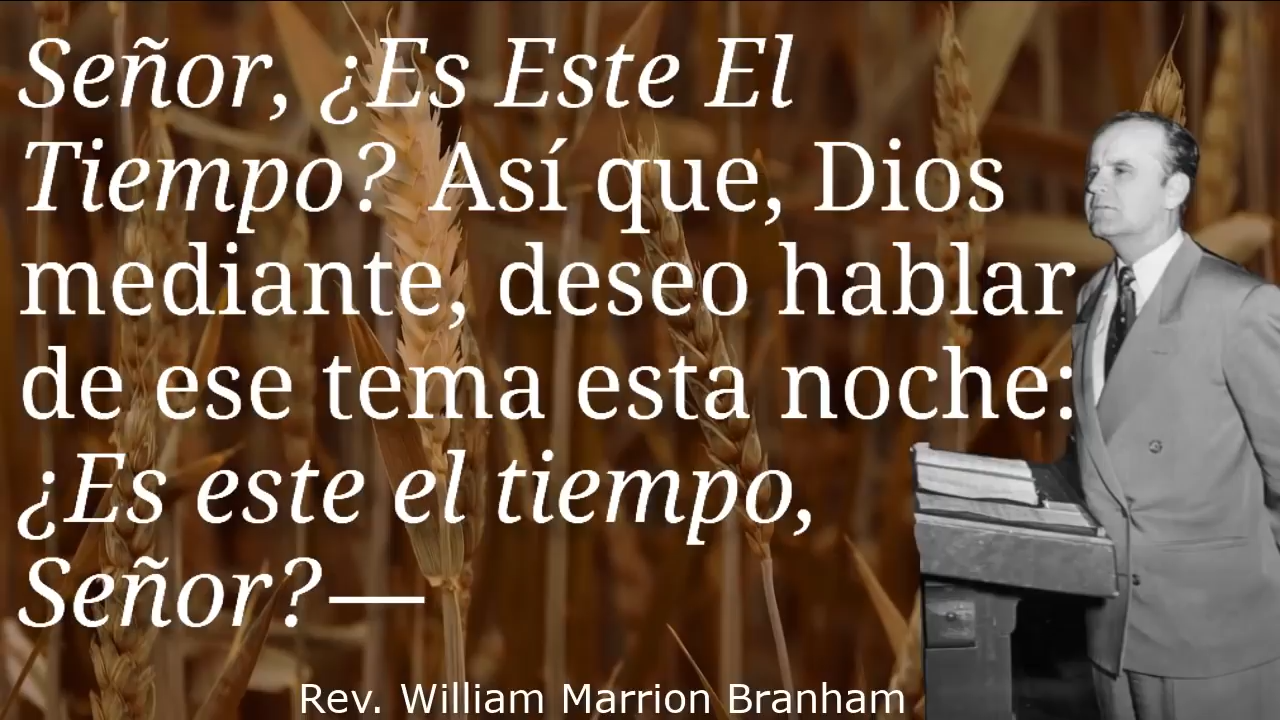 Señor, ¿Es Este El
Tiempo? Así que, Dios
mediante, deseo hablar
de ese tema esta noche:
¿Es este el tiempo,
Señor?—
Rev. William Marrion Branham